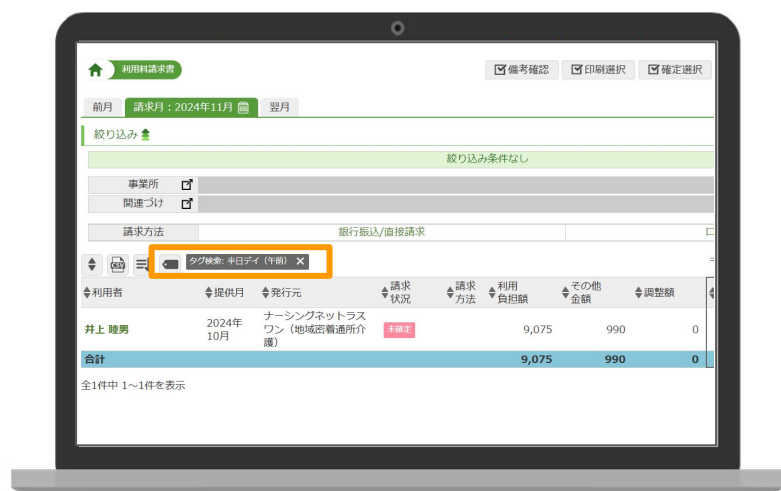 利用料請求書
備考確認
印刷選択
確定選択
前月
請求月：2024年11月
翌月
絞り込み
絞り込み条件なし
事業所
関連づけ
請求方法
銀行振込/直接請求
CSV
タグ検索: 半日デイ（午前） X
利用者
提供月
発行元
請求
状況
請求
方法
利用
負担額
その他
金額
調整額
井上 睦男
2024年
10月
ナーシングネットラス
ワン（地域密着通所介
護）
未確定
9,075
990
0
合計
9,075
990
0
全1件中 1～1件を表示